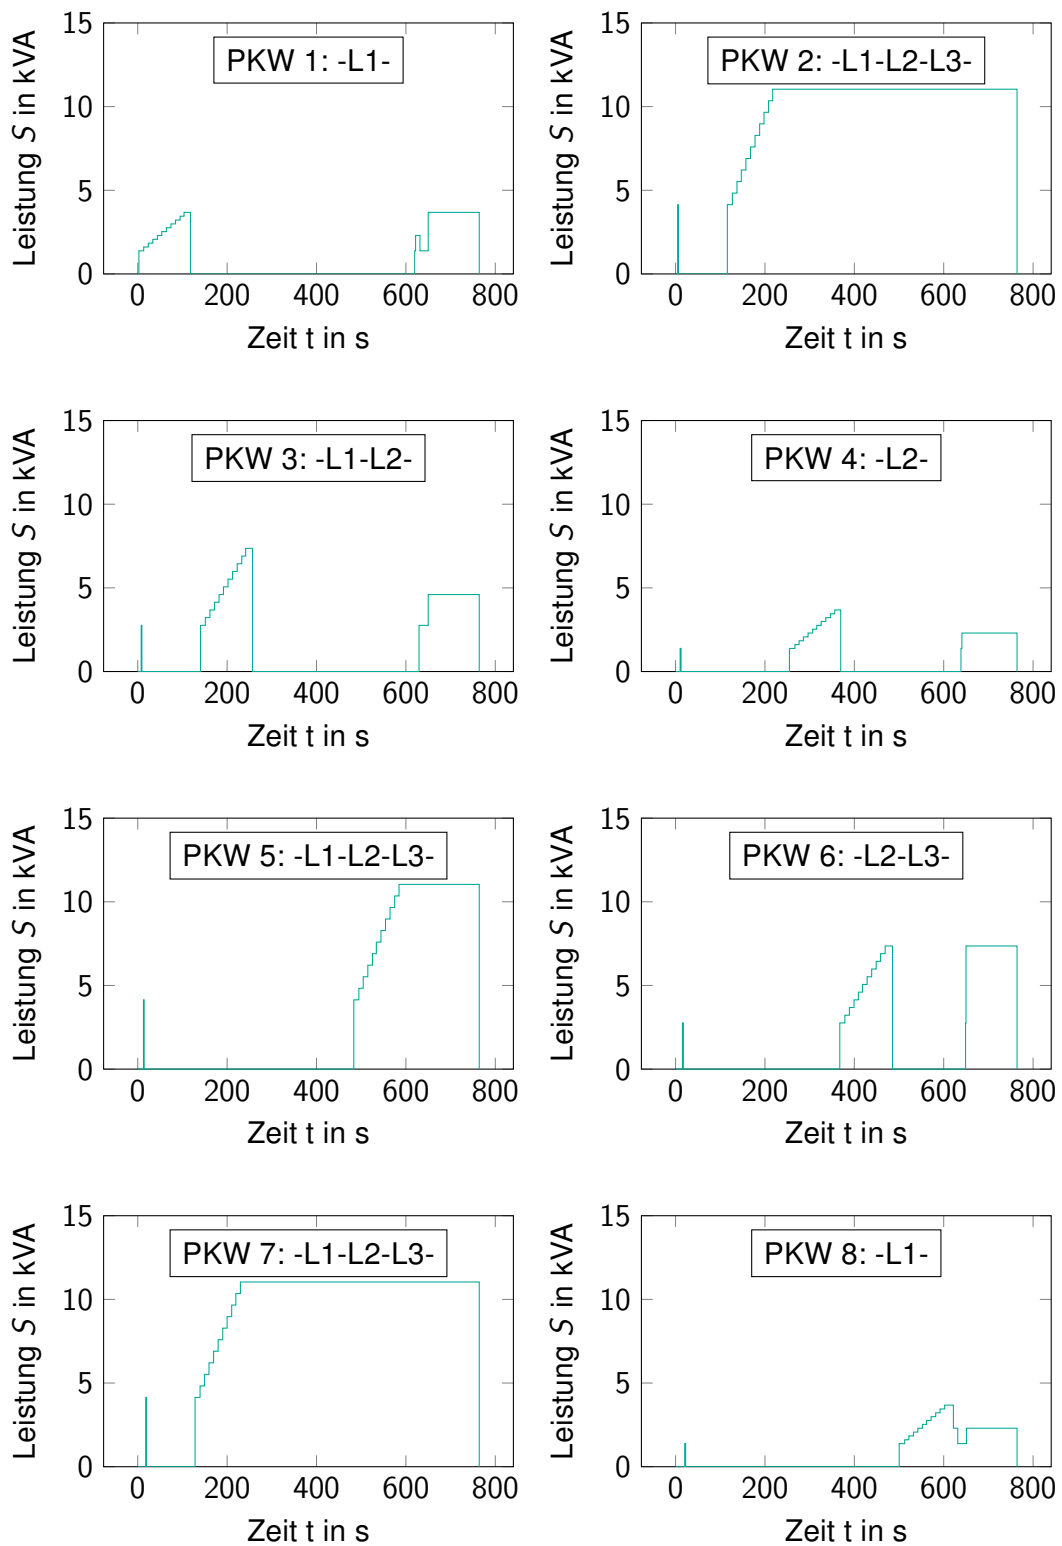 PKW 1: -L1-
Leistung S in kVA
15
10
5
0
0 200 400 600 800
Zeit t in s
PKW 2: -L1-L2-L3-
Leistung S in kVA
15
10
5
0
0 200 400 600 800
Zeit t in s
PKW 3: -L1-L2-
Leistung S in kVA
15
10
5
0
0 200 400 600 800
Zeit t in s
PKW 4: -L2-
Leistung S in kVA
15
10
5
0
0 200 400 600 800
Zeit t in s
PKW 5: -L1-L2-L3-
Leistung S in kVA
15
10
5
0
0 200 400 600 800
Zeit t in s
PKW 6: -L2-L3-
Leistung S in kVA
15
10
5
0
0 200 400 600 800
Zeit t in s
PKW 7: -L1-L2-L3-
Leistung S in kVA
15
10
5
0
0 200 400 600 800
Zeit t in s
PKW 8: -L1-
Leistung S in kVA
15
10
5
0
0 200 400 600 800
Zeit t in s